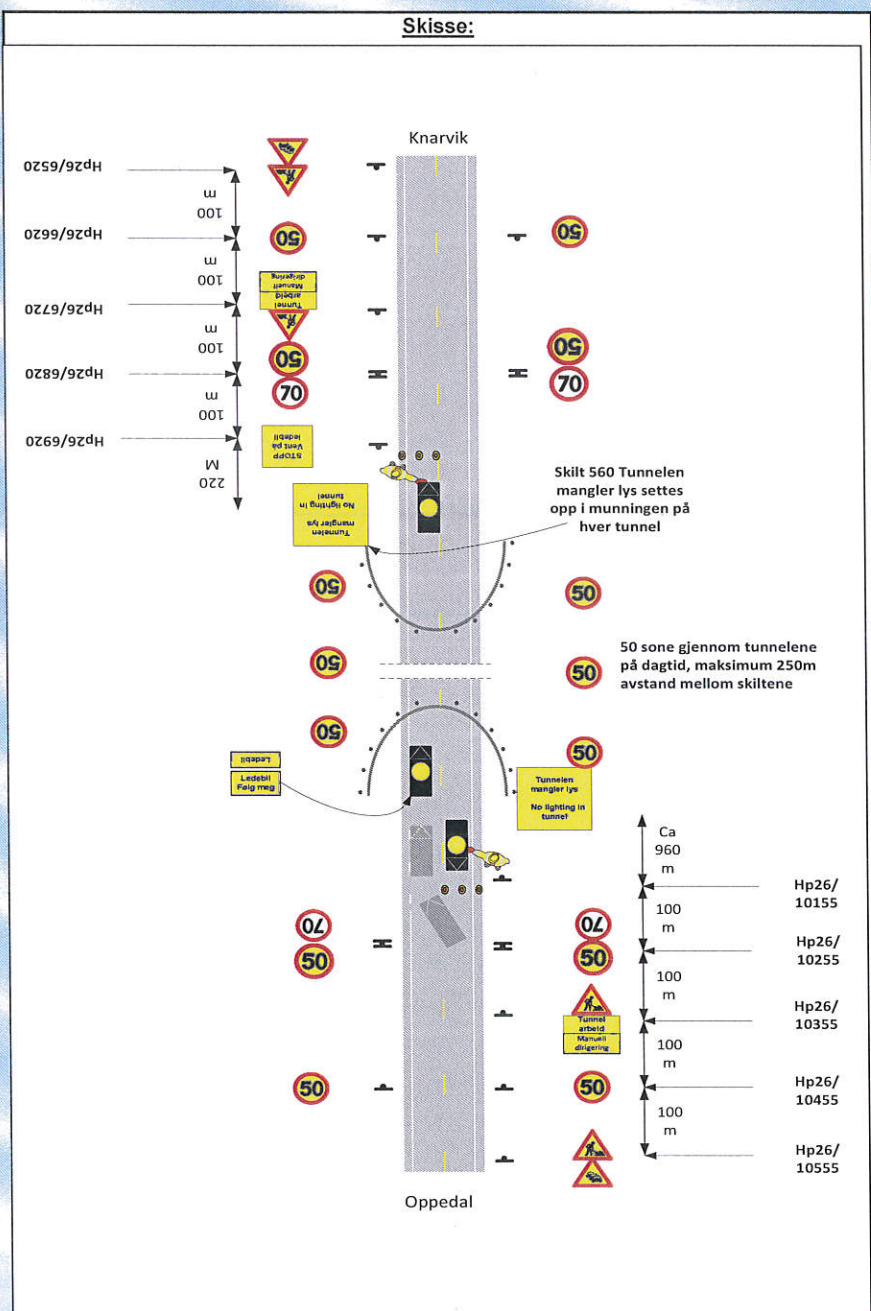 Skisse:
Knarvik
Hp26/6520
100
m
Hp26/6620
50
50
100
m
Manuell
dirigering
Tunnel
arbeid
Hp26/6720
100
m
50
50
Hp26/6820
70
70
100
m
Hp26/6920
STOPP
Vent på
ledebil
220
M
Skilt 560 Tunnelen
mangler lys settes
opp i munningen på
hver tunnel
Tunnelen
mangler lys
No lighting in
tunnel
50
50
50 sone gjennom tunnelene
på dagtid, maksimum 250m
avstand mellom skiltene
50
50
50
50
Ledebil
Ledebil
Følg meg
Tunnelen
mangler lys
No lighting in
tunnel
Ca
960
m
Hp26/
10155
100
m
70
50
70
50
Hp26/
10255
100
m
Tunnel
arbeid
Manuell
dirigering
Hp26/
10355
100
m
50
50
Hp26/
10455
100
m
Hp26/
10555
Oppedal